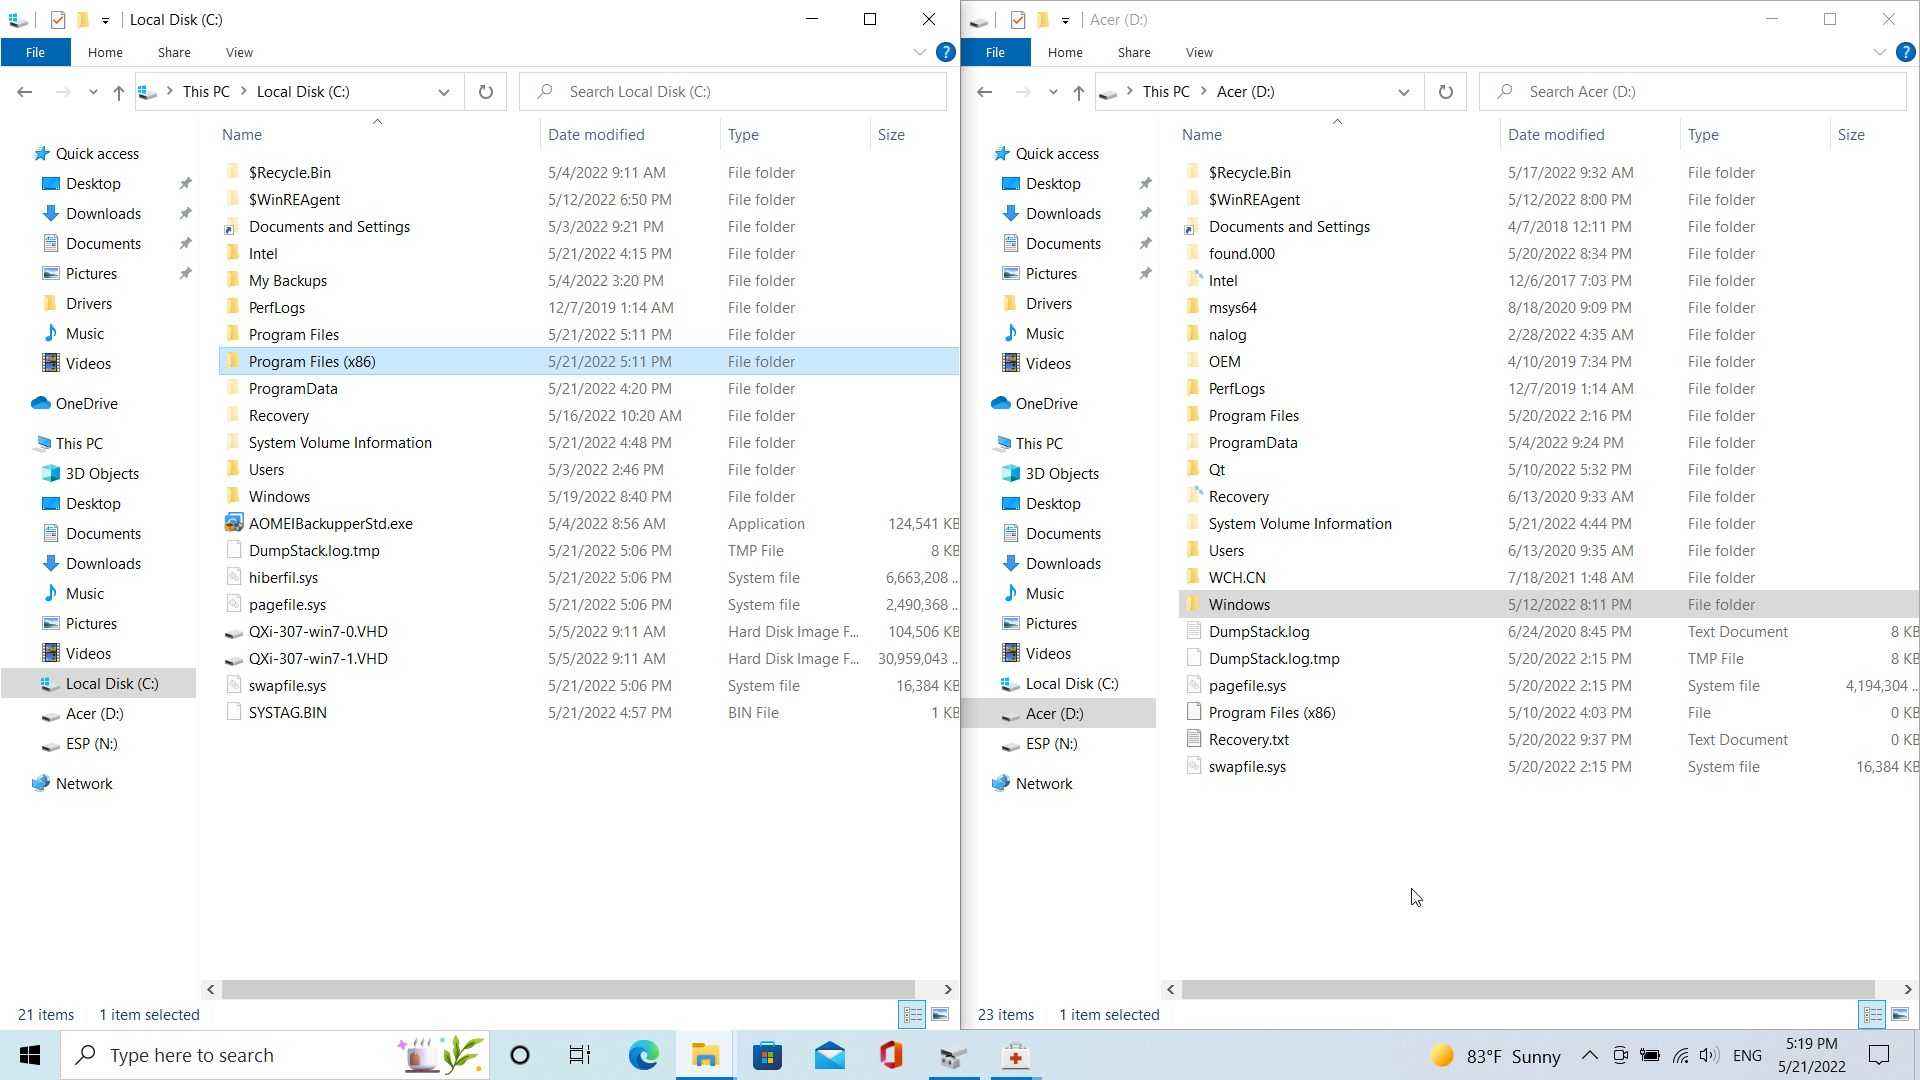 Local Disk (C:)
File Home Share View
This PC Local Disk (C:)
Search Local Disk (C:)
Name Date modified Type Size
Quick access
Desktop
Downloads
Documents
Pictures
Drivers
Music
Videos
OneDrive
This PC
3D Objects
Desktop
Documents
Downloads
Music
Pictures
Videos
Local Disk (C:)
Acer (D:)
ESP (N:)
Network
$Recycle.Bin 5/4/2022 9:11 AM File folder
$WinREAgent 5/12/2022 6:50 PM File folder
Documents and Settings 5/3/2022 9:21 PM File folder
Intel 5/21/2022 4:15 PM File folder
My Backups 5/4/2022 3:20 PM File folder
PerfLogs 12/7/2019 1:14 AM File folder
Program Files 5/21/2022 5:11 PM File folder
Program Files (x86) 5/21/2022 5:11 PM File folder
ProgramData 5/21/2022 4:20 PM File folder
Recovery 5/16/2022 10:20 AM File folder
System Volume Information 5/21/2022 4:48 PM File folder
Users 5/3/2022 2:46 PM File folder
Windows 5/19/2022 8:40 PM File folder
AOMEIBackupperStd.exe 5/4/2022 8:56 AM Application 124,541 KB
DumpStack.log.tmp 5/21/2022 5:06 PM TMP File 8 KB
hiberfil.sys 5/21/2022 5:06 PM System file 6,663,208 ..
pagefile.sys 5/21/2022 5:06 PM System file 2,490,368 ..
QXi-307-win7-0.VHD 5/5/2022 9:11 AM Hard Disk Image F... 104,506 KB
QXi-307-win7-1.VHD 5/5/2022 9:11 AM Hard Disk Image F... 30,959,043 ..
swapfile.sys 5/21/2022 5:06 PM System file 16,384 KB
SYSTAG.BIN 5/21/2022 4:57 PM BIN File 1 KB
21 items 1 item selected
Acer (D:)
File Home Share View
This PC Acer (D:)
Search Acer (D:)
Name Date modified Type Size
Quick access
Desktop
Downloads
Documents
Pictures
Drivers
Music
Videos
OneDrive
This PC
3D Objects
Desktop
Documents
Downloads
Music
Pictures
Videos
Local Disk (C:)
Acer (D:)
ESP (N:)
Network
$Recycle.Bin 5/17/2022 9:32 AM File folder
$WinREAgent 5/12/2022 8:00 PM File folder
Documents and Settings 4/7/2018 12:11 PM File folder
found.000 5/20/2022 8:34 PM File folder
Intel 12/6/2017 7:03 PM File folder
msys64 8/18/2020 9:09 PM File folder
nalog 2/28/2022 4:35 AM File folder
OEM 4/10/2019 7:34 PM File folder
PerfLogs 12/7/2019 1:14 AM File folder
Program Files 5/20/2022 2:16 PM File folder
ProgramData 5/4/2022 9:24 PM File folder
Qt 5/10/2022 5:32 PM File folder
Recovery 6/13/2020 9:33 AM File folder
System Volume Information 5/21/2022 4:44 PM File folder
Users 6/13/2020 9:35 AM File folder
WCH.CN 7/18/2021 1:48 AM File folder
Windows 5/12/2022 8:11 PM File folder
DumpStack.log 6/24/2020 8:45 PM Text Document 8 KB
DumpStack.log.tmp 5/20/2022 2:15 PM TMP File 8 KB
pagefile.sys 5/20/2022 2:15 PM System file 4,194,304 ..
Program Files (x86) 5/10/2022 4:03 PM File 0 KB
Recovery.txt 5/20/2022 9:37 PM Text Document 0 KB
swapfile.sys 5/20/2022 2:15 PM System file 16,384 KB
23 items 1 item selected
Type here to search
83°F Sunny
ENG
5:19 PM
5/21/2022